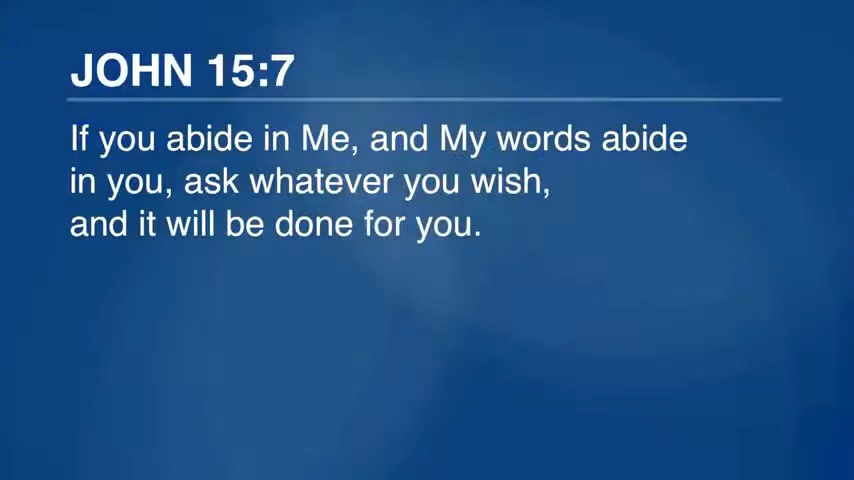 JOHN 15:7
If you abide in Me, and My words abide
in you, ask whatever you wish,
and it will be done for you.